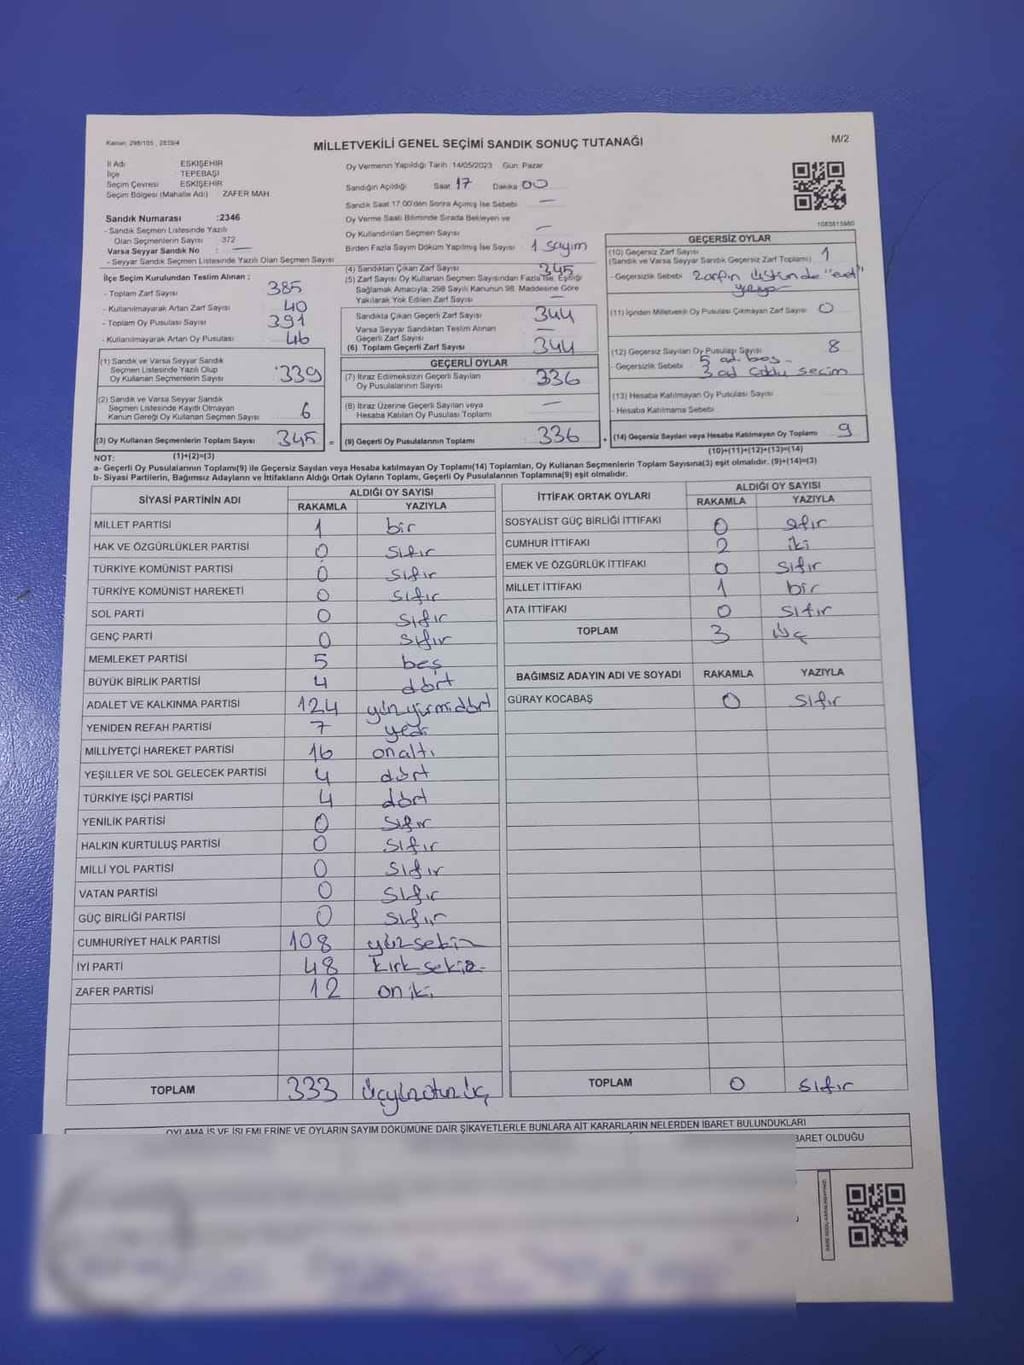 Kanun: 298/105 , 2839/4
MİLLETVEKİLİ GENEL SEÇİMİ SANDIK SONUÇ TUTANAĞI
M/2
İl Adı ESKİŞEHİR
İlçe TEPEBAŞI
Seçim Çevresi ESKİŞEHİR
Seçim Bölgesi (Mahalle Adı) ZAFER MAH.
Sandık Numarası :2346
- Sandık Seçmen Listesinde Yazılı
Olan Seçmenlerin Sayısı 372
Varsa Seyyar Sandık No : —
- Seyyar Sandık Seçmen Listesinde Yazılı Olan Seçmen Sayısı
Oy Vermenin Yapıldığı Tarih :14/05/2023 Gün: Pazar
Sandığın Açıldığı Saat 17 Dakika 00
Sandık Saat 17:00'den Sonra Açılmış İse Sebebi —
Oy Verme Saati Bitiminde Sırada Bekleyen ve
Oy Kullandırılan Seçmen Sayısı —
Birden Fazla Sayım Döküm Yapılmış İse Sayısı 1 sayım
İlçe Seçim Kurulundan Teslim Alınan :
- Toplam Zarf Sayısı 385
- Kullanılmayarak Artan Zarf Sayısı 40
- Toplam Oy Pusulası Sayısı 391
- Kullanılmayarak Artan Oy Pusulası 46
(1) Sandık ve Varsa Seyyar Sandık
Seçmen Listesinde Yazılı Olup
Oy Kullanan Seçmenlerin Sayısı 339
(2) Sandık ve Varsa Seyyar Sandık
Seçmen Listesinde Kayıtlı Olmayan
Kanun Gereği Oy Kullanan Seçmen Sayısı 6
(3) Oy Kullanan Seçmenlerin Toplam Sayısı 345 =
(1)+(2)=(3)
(4) Sandıktan Çıkan Zarf Sayısı 345
(5) Zarf Sayısı Oy Kullanan Seçmen Sayısından Fazla İse, Eşitliği
Sağlamak Amacıyla; 298 Sayılı Kanunun 98. Maddesine Göre
Yakılarak Yok Edilen Zarf Sayısı —
Sandıkta Çıkan Geçerli Zarf Sayısı 344
Varsa Seyyar Sandıktan Teslim Alınan
Geçerli Zarf Sayısı —
(6) Toplam Geçerli Zarf Sayısı 344
GEÇERLİ OYLAR
(7) İtiraz Edilmeksizin Geçerli Sayılan
Oy Pusulalarının Sayısı 336
(8) İtiraz Üzerine Geçerli Sayılan veya
Hesaba Katılan Oy Pusulası Toplamı —
(9) Geçerli Oy Pusulalarının Toplamı 336 +
1083615980
GEÇERSİZ OYLAR
(10) Geçersiz Zarf Sayısı 1
(Sandık ve Varsa Seyyar Sandık Geçersiz Zarf Toplamı)
- Geçersizlik Sebebi zarfın üstünde
(11) İçinden Milletvekili Oy Pusulası Çıkmayan Zarf Sayısı 0
(12) Geçersiz Sayılan Oy Pusulası Sayısı 8
Geçersizlik Sebebi 5 ad. boş
3 ad çoklu seçim
(13) Hesaba Katılmayan Oy Pusulası Sayısı
- Hesaba Katılmama Sebebi
(14) Geçersiz Sayılan veya Hesaba Katılmayan Oy Toplamı 9
(10)+(11)+(12)+(13)=(14)
NOT:
a- Geçerli Oy Pusulalarının Toplamı(9) ile Geçersiz Sayılan veya Hesaba katılmayan Oy Toplamı(14) Toplamları, Oy Kullanan Seçmenlerin Toplam Sayısına(3) eşit olmalıdır. (9)+(14)=(3)
b- Siyasi Partilerin, Bağımsız Adayların ve İttifakların Aldığı Ortak Oyların Toplamı, Geçerli Oy Pusulalarının Toplamına(9) eşit olmalıdır.
SİYASİ PARTİNİN ADI ALDIĞI OY SAYISI
RAKAMLA YAZIYLA
MİLLET PARTİSİ 1 bir
HAK VE ÖZGÜRLÜKLER PARTİSİ 0 sıfır
TÜRKİYE KOMÜNİST PARTİSİ 0 sıfır
TÜRKİYE KOMÜNİST HAREKETİ 0 sıfır
SOL PARTİ 0 sıfır
GENÇ PARTİ 0 sıfır
MEMLEKET PARTİSİ 5 beş
BÜYÜK BİRLİK PARTİSİ 4 dört
ADALET VE KALKINMA PARTİSİ 124 yüzyirmidört
YENİDEN REFAH PARTİSİ 7 yedi
MİLLİYETÇİ HAREKET PARTİSİ 16 onaltı
YEŞİLLER VE SOL GELECEK PARTİSİ 4 dört
TÜRKİYE İŞÇİ PARTİSİ 4 dört
YENİLİK PARTİSİ 0 sıfır
HALKIN KURTULUŞ PARTİSİ 0 sıfır
MİLLİ YOL PARTİSİ 0 sıfır
VATAN PARTİSİ 0 sıfır
GÜÇ BİRLİĞİ PARTİSİ 0 sıfır
CUMHURİYET HALK PARTİSİ 108 yüzsekiz
İYİ PARTİ 48 kırksekiz
ZAFER PARTİSİ 12 oniki
TOPLAM 333 üçyüzotuzüç
İTTİFAK ORTAK OYLARI ALDIĞI OY SAYISI
RAKAMLA YAZIYLA
SOSYALİST GÜÇ BİRLİĞİ İTTİFAKI 0 sıfır
CUMHUR İTTİFAKI 2 iki
EMEK VE ÖZGÜRLÜK İTTİFAKI 0 sıfır
MİLLET İTTİFAKI 1 bir
ATA İTTİFAKI 0 sıfır
TOPLAM 3 üç
BAĞIMSIZ ADAYIN ADI VE SOYADI RAKAMLA YAZIYLA
GÜRAY KOCABAŞ 0 sıfır
TOPLAM 0 sıfır
OYLAMA İŞ VE İŞLEMLERİNE VE OYLARIN SAYIM DÖKÜMÜNE DAİR ŞİKAYETLERLE BUNLARA AİT KARARLARIN NELERDEN İBARET BULUNDUKLARI
BARET OLDUĞU